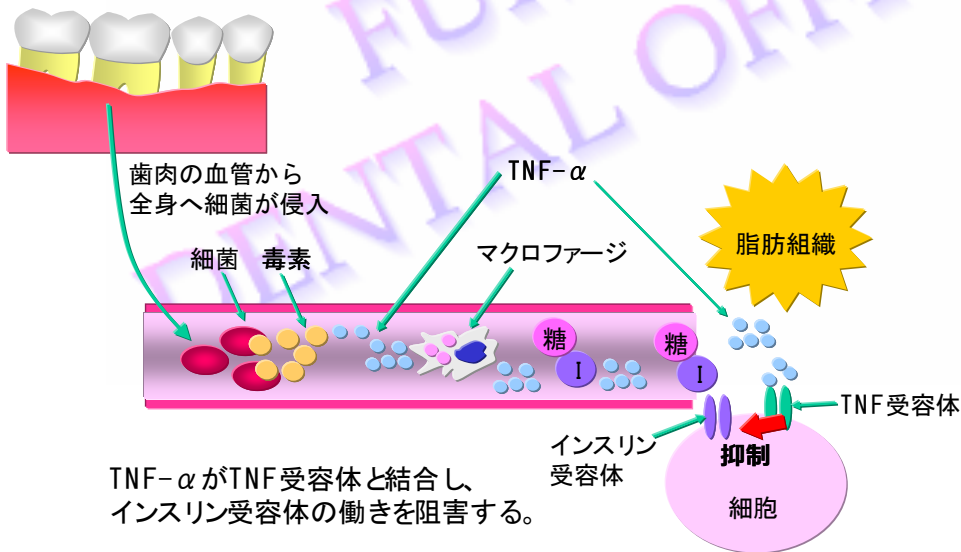 FU
DENTAL OFF
歯肉の血管から
全身へ細菌が侵入
TNF-α
細菌
毒素
マクロファージ
脂肪組織
糖
I
糖
I
TNF受容体
インスリン
受容体
抑制
細胞
TNF-αがTNF受容体と結合し、
インスリン受容体の働きを阻害する。